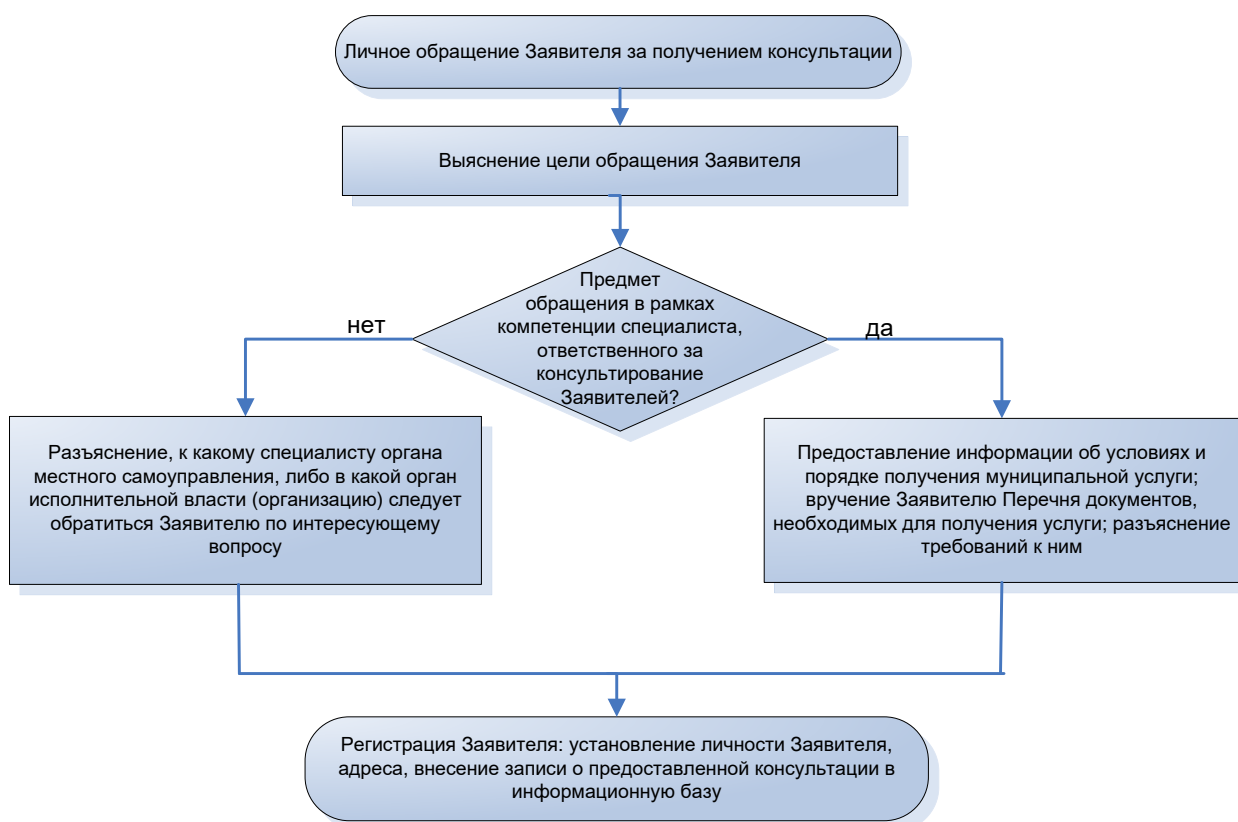 Личное обращение Заявителя за получением консультации
Выяснение цели обращения Заявителя
Предмет
обращения в рамках
компетенции специалиста,
ответственного за
консультирование
Заявителей?
нет
да
Разъяснение, к какому специалисту органа
местного самоуправления, либо в какой орган
исполнительной власти (организацию) следует
обратиться Заявителю по интересующему
вопросу
Предоставление информации об условиях и
порядке получения муниципальной услуги;
вручение Заявителю Перечня документов,
необходимых для получения услуги; разъяснение
требований к ним
Регистрация Заявителя: установление личности Заявителя,
адреса, внесение записи о предоставленной консультации в
информационную базу